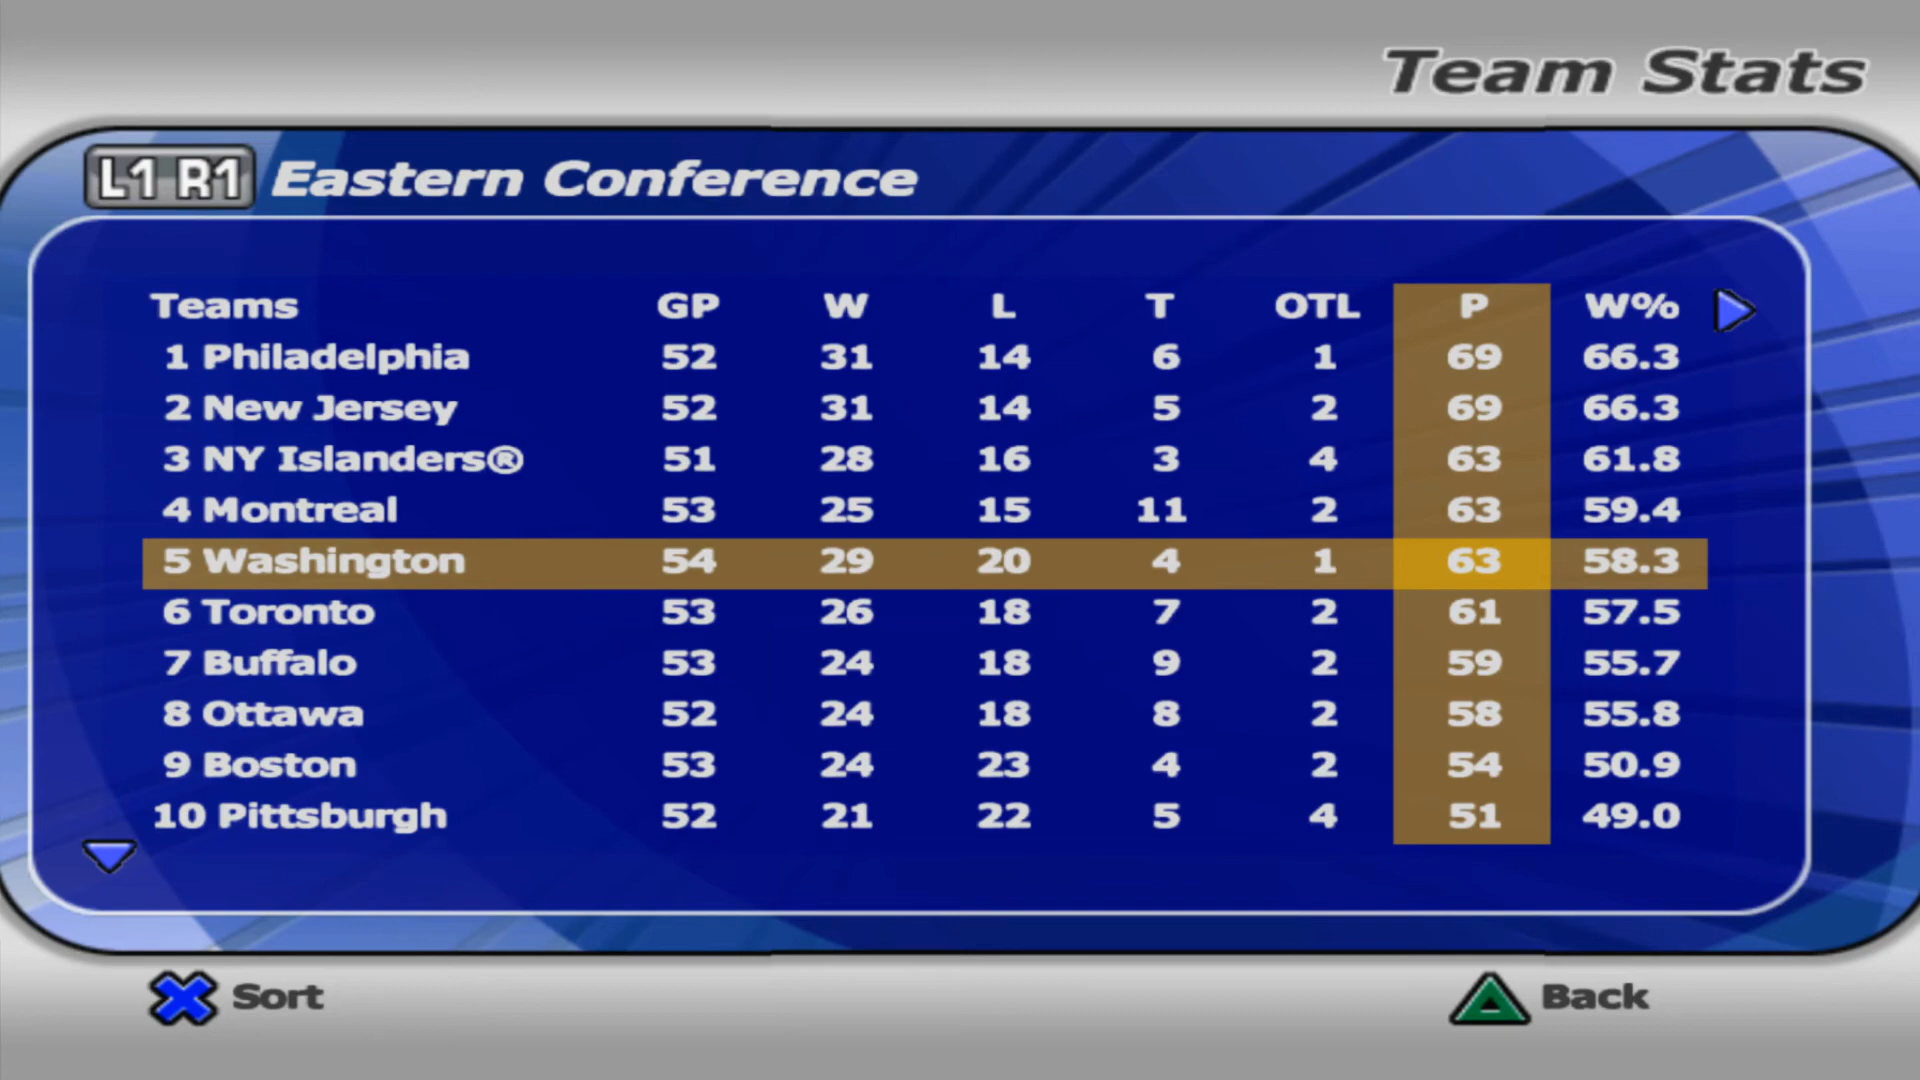 Team Stats
L1 R1 Eastern Conference
Teams GP W L T OTL P W%
1 Philadelphia 52 31 14 6 1 69 66.3
2 New Jersey 52 31 14 5 2 69 66.3
3 NY Islanders® 51 28 16 3 4 63 61.8
4 Montreal 53 25 15 11 2 63 59.4
5 Washington 54 29 20 4 1 63 58.3
6 Toronto 53 26 18 7 2 61 57.5
7 Buffalo 53 24 18 9 2 59 55.7
8 Ottawa 52 24 18 8 2 58 55.8
9 Boston 53 24 23 4 2 54 50.9
10 Pittsburgh 52 21 22 5 4 51 49.0
Sort Back